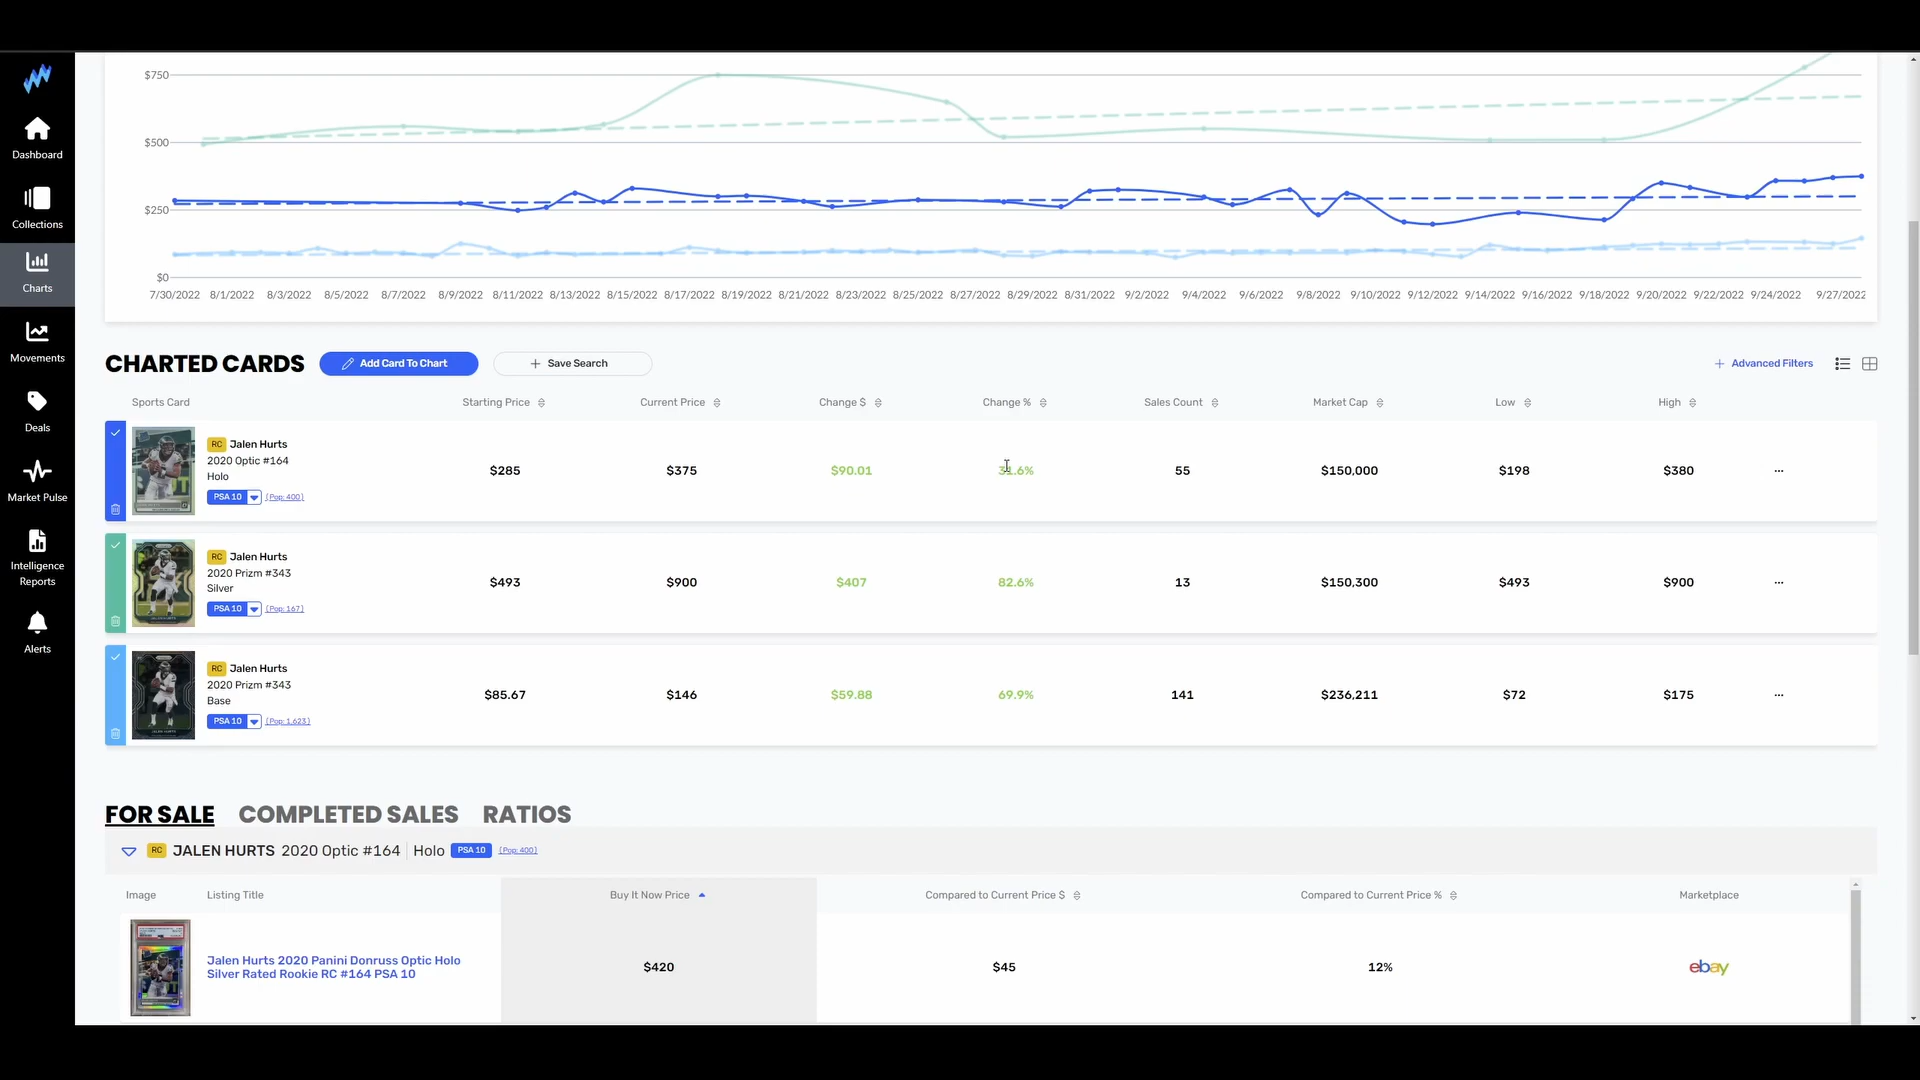 $750
$500
$250
$0
7/30/2022 8/1/2022 8/3/2022 8/5/2022 8/7/2022 8/9/2022 8/11/2022 8/13/2022 8/15/2022 8/17/2022 8/19/2022 8/21/2022 8/23/2022 8/25/2022 8/27/2022 8/29/2022 8/31/2022 9/2/2022 9/4/2022 9/6/2022 9/8/2022 9/10/2022 9/12/2022 9/14/2022 9/16/2022 9/18/2022 9/20/2022 9/22/2022 9/24/2022 9/27/2022
Dashboard
Collections
Charts
Movements
Deals
Market Pulse
Intelligence
Reports
Alerts
CHARTED CARDS Add Card To Chart + Save Search + Advanced Filters
Sports Card Starting Price Current Price Change $ Change % Sales Count Market Cap Low High
RC Jalen Hurts
2020 Optic #164
Holo
PSA 10 (Pop: 400)
$285 $375 $90.01 31.6% 55 $150,000 $198 $380 ...
RC Jalen Hurts
2020 Prizm #343
Silver
PSA 10 (Pop: 167)
$493 $900 $407 82.6% 13 $150,300 $493 $900 ...
RC Jalen Hurts
2020 Prizm #343
Base
PSA 10 (Pop: 1,623)
$85.67 $146 $59.88 69.9% 141 $236,211 $72 $175 ...
FOR SALE COMPLETED SALES RATIOS
RC JALEN HURTS 2020 Optic #164 Holo PSA 10 (Pop: 400)
Image Listing Title Buy It Now Price Compared to Current Price $ Compared to Current Price % Marketplace
Jalen Hurts 2020 Panini Donruss Optic Holo
Silver Rated Rookie RC #164 PSA 10
$420 $45 12% ebay